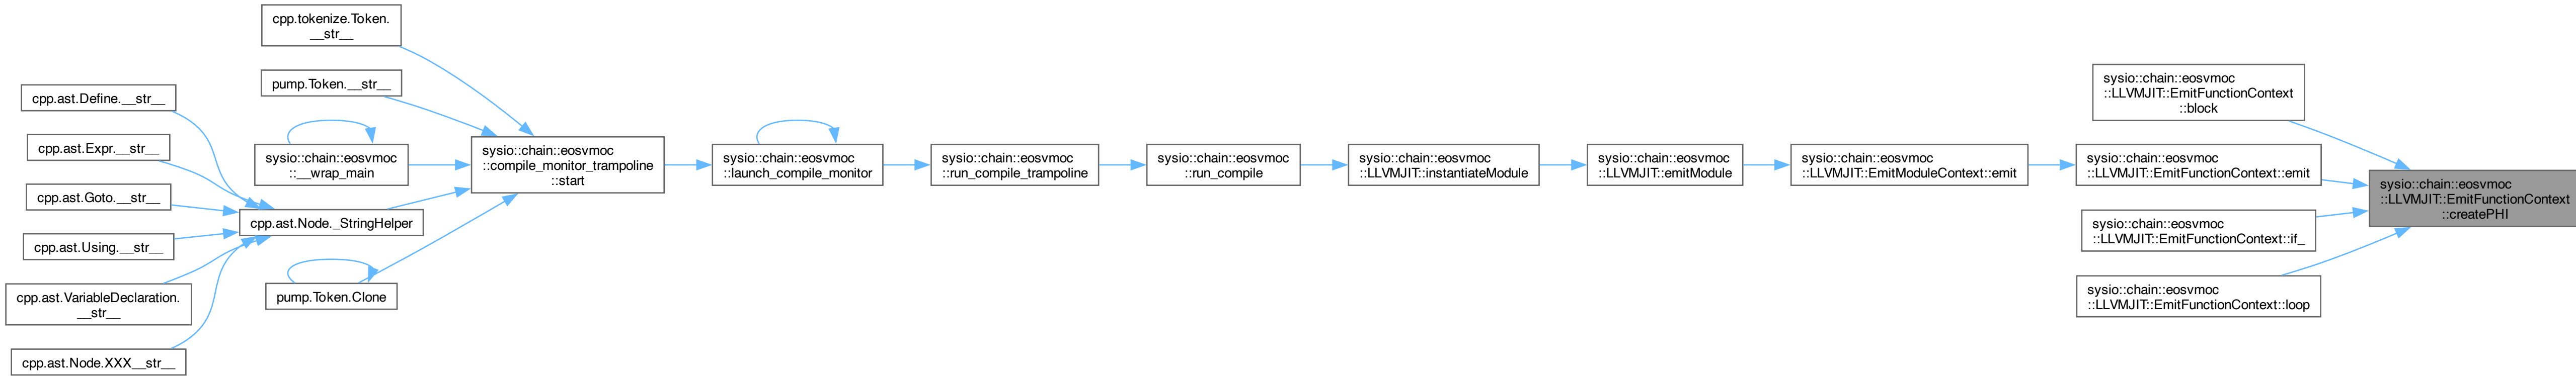 cpp.ast.Define.__str__
cpp.ast.Expr.__str__
cpp.ast.Goto.__str__
cpp.ast.Using.__str__
cpp.ast.VariableDeclaration.
__str__
cpp.ast.Node.XXX__str__
cpp.tokenize.Token.
__str__
pump.Token.__str__
sysio::chain::eosvmoc
::__wrap_main
cpp.ast.Node._StringHelper
pump.Token.Clone
sysio::chain::eosvmoc
::compile_monitor_trampoline
::start
sysio::chain::eosvmoc
::launch_compile_monitor
sysio::chain::eosvmoc
::run_compile_trampoline
sysio::chain::eosvmoc
::run_compile
sysio::chain::eosvmoc
::LLVMJIT::instantiateModule
sysio::chain::eosvmoc
::LLVMJIT::emitModule
sysio::chain::eosvmoc
::LLVMJIT::EmitModuleContext::emit
sysio::chain::eosvmoc
::LLVMJIT::EmitFunctionContext
::block
sysio::chain::eosvmoc
::LLVMJIT::EmitFunctionContext::emit
sysio::chain::eosvmoc
::LLVMJIT::EmitFunctionContext::if_
sysio::chain::eosvmoc
::LLVMJIT::EmitFunctionContext::loop
sysio::chain::eosvmoc
::LLVMJIT::EmitFunctionContext
::createPHI